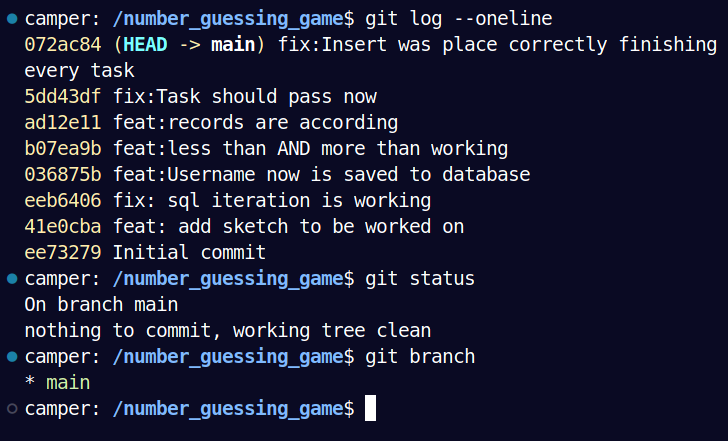 camper: /number_guessing_game$ git log --oneline
072ac84 (HEAD -> main) fix:Insert was place correctly finishing
every task
5dd43df fix:Task should pass now
ad12e11 feat:records are according
b07ea9b feat:less than AND more than working
036875b feat:Username now is saved to database
eeb6406 fix: sql iteration is working
41e0cba feat: add sketch to be worked on
ee73279 Initial commit
camper: /number_guessing_game$ git status
On branch main
nothing to commit, working tree clean
camper: /number_guessing_game$ git branch
* main
camper: /number_guessing_game$